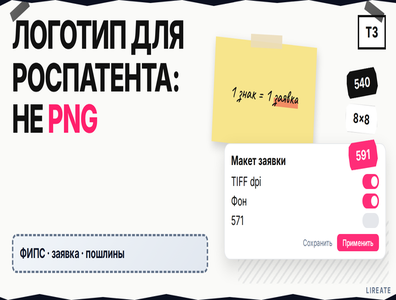 ЛОГОТИП ДЛЯ
РОСПАТЕНТА:
НЕ PNG
ТЗ
540
8×8
1 знак = 1 заявка
591
Макет заявки
TIFF dpi
Фон
571
Сохранить Применить
ФИПС · заявка · пошлины
LIREATE